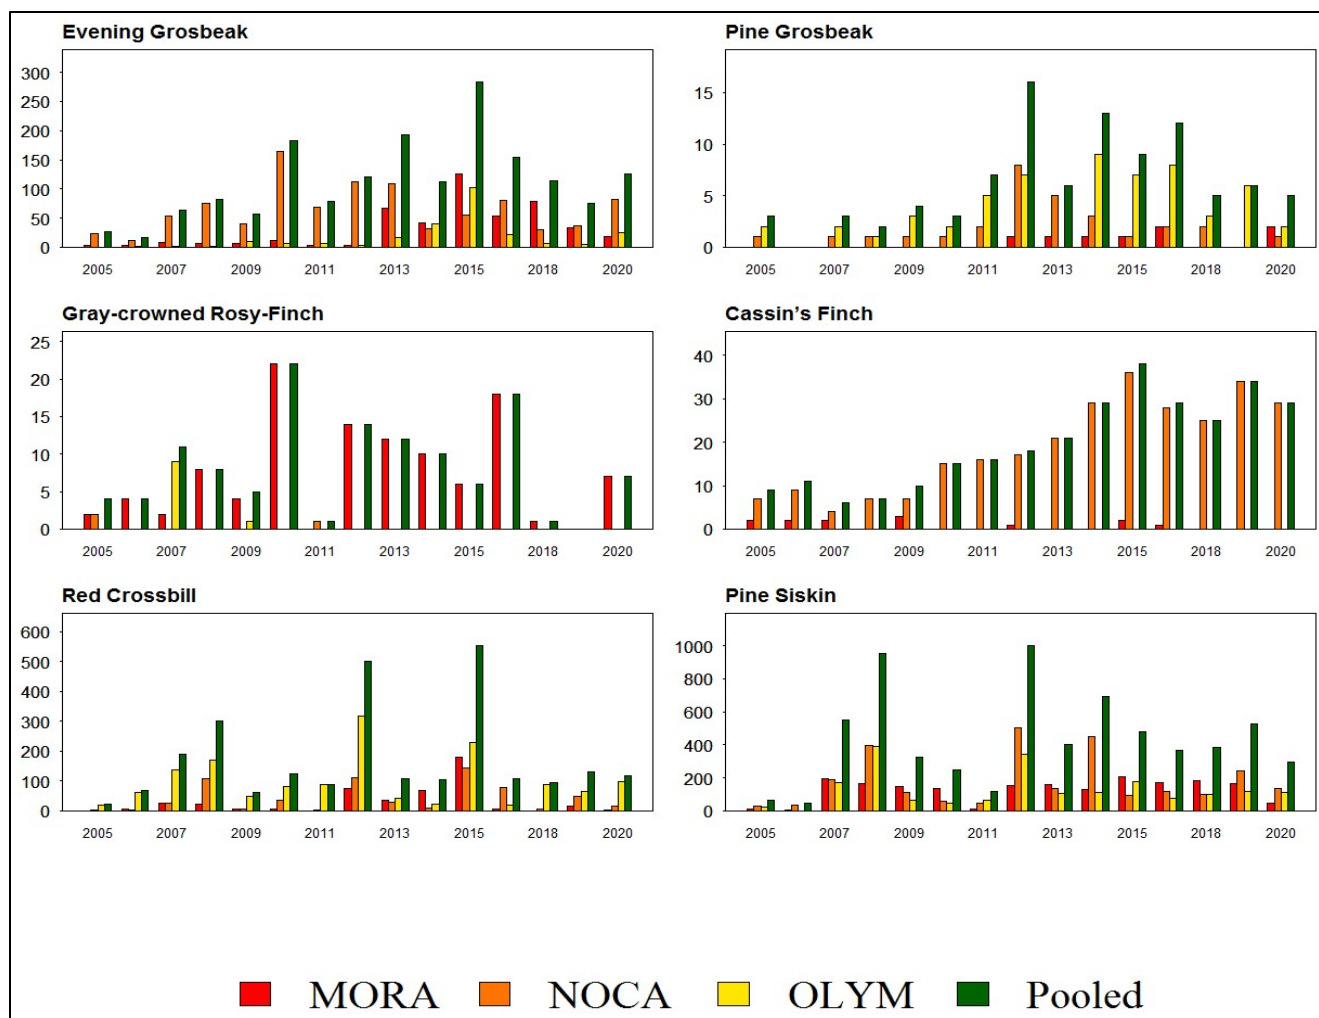 Evening Grosbeak
300
250
200
150
100
50
0
2005 2007 2009 2011 2013 2015 2018 2020
Pine Grosbeak
15
10
5
0
2005 2007 2009 2011 2013 2015 2018 2020
Gray-crowned Rosy-Finch
25
20
15
10
5
0
2005 2007 2009 2011 2013 2015 2018 2020
Cassin's Finch
40
30
20
10
0
2005 2007 2009 2011 2013 2015 2018 2020
Red Crossbill
600
500
400
300
200
100
0
2005 2007 2009 2011 2013 2015 2018 2020
Pine Siskin
1000
800
600
400
200
0
2005 2007 2009 2011 2013 2015 2018 2020
MORA NOCA OLYM Pooled